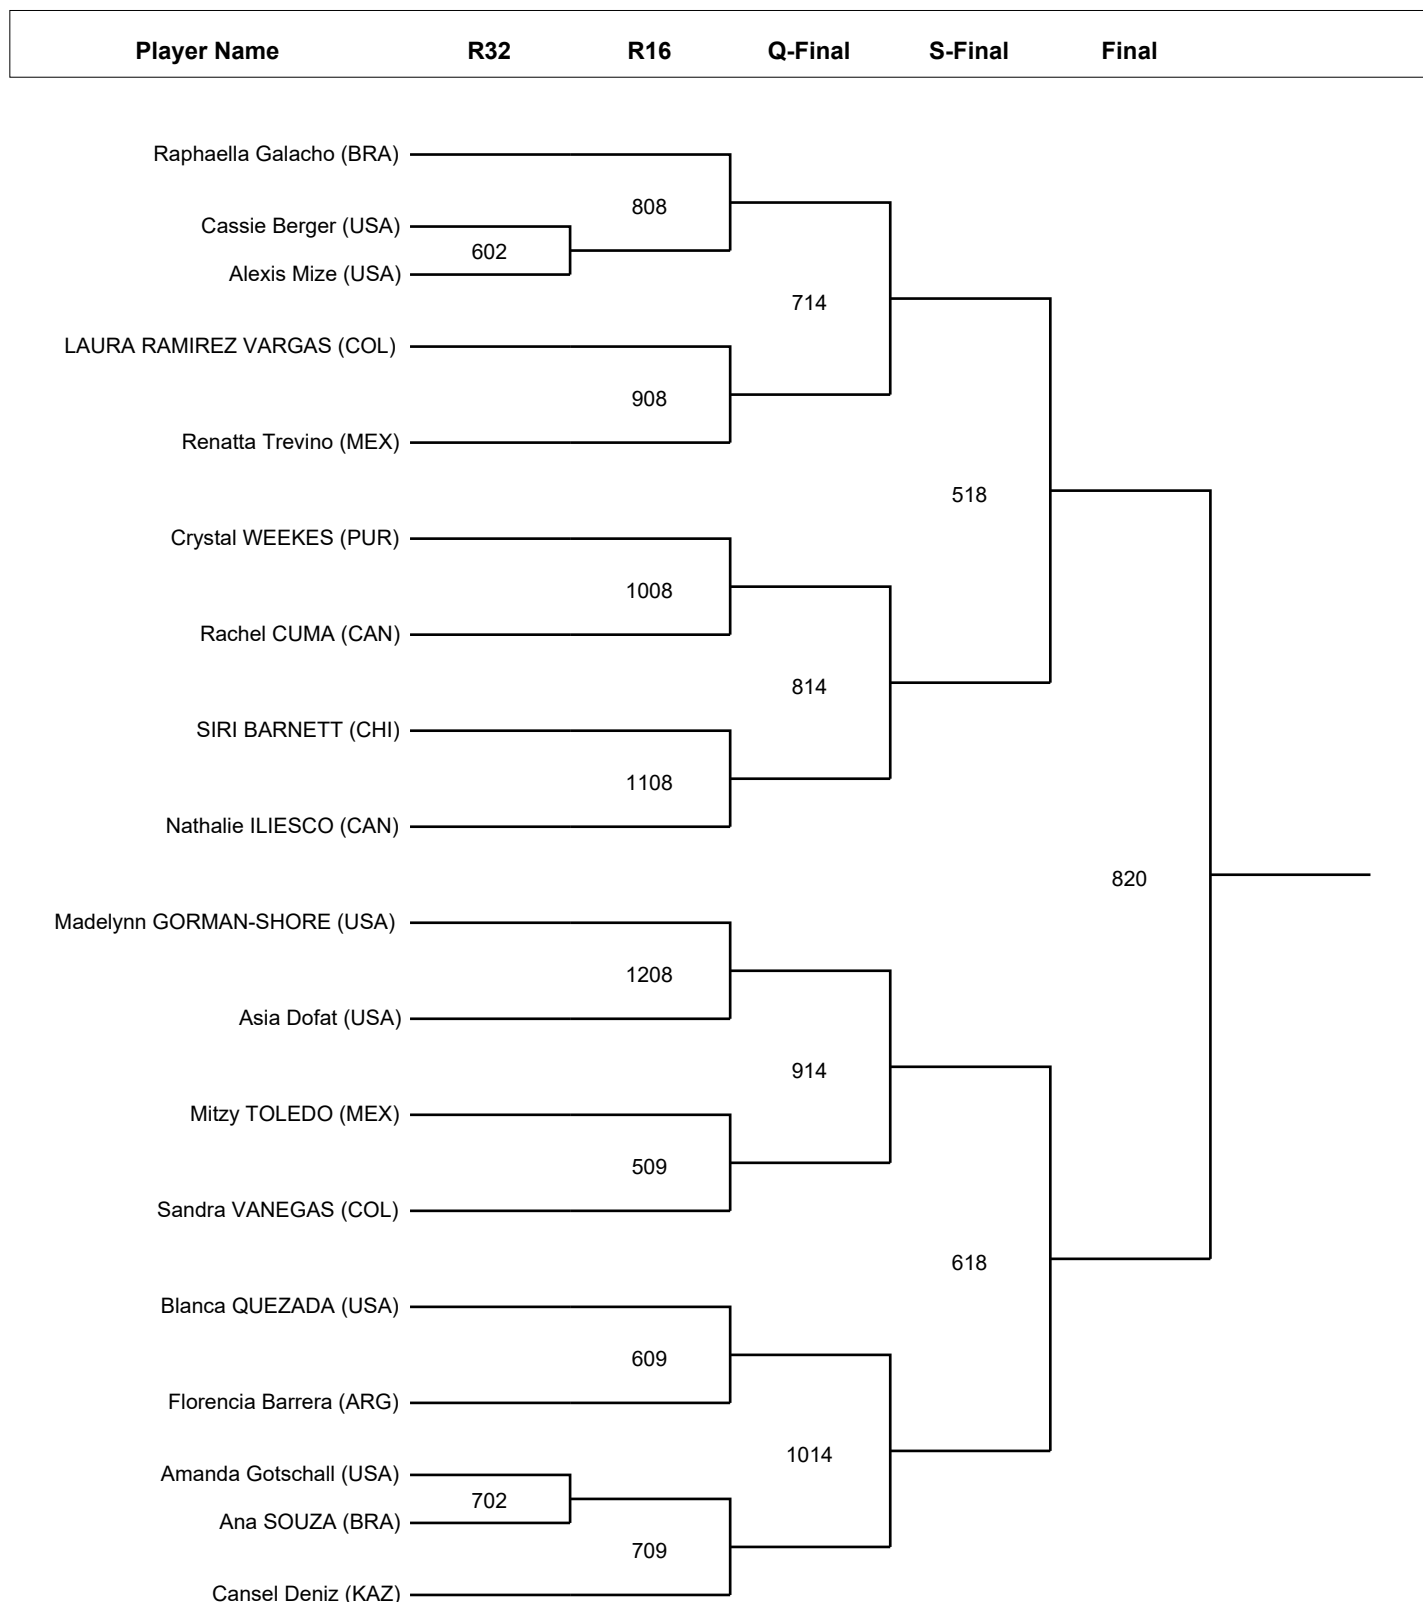 Player Name R32 R16 Q-Final S-Final Final
Raphaella Galacho (BRA)
808
Cassie Berger (USA)
602
Alexis Mize (USA)
714
LAURA RAMIREZ VARGAS (COL)
908
Renatta Trevino (MEX)
518
Crystal WEEKES (PUR)
1008
Rachel CUMA (CAN)
814
SIRI BARNETT (CHI)
1108
Nathalie ILIESCO (CAN)
820
Madelynn GORMAN-SHORE (USA)
1208
Asia Dofat (USA)
914
Mitzy TOLEDO (MEX)
509
Sandra VANEGAS (COL)
618
Blanca QUEZADA (USA)
609
Florencia Barrera (ARG)
1014
Amanda Gotschall (USA)
702
Ana SOUZA (BRA)
709
Cansel Deniz (KAZ)